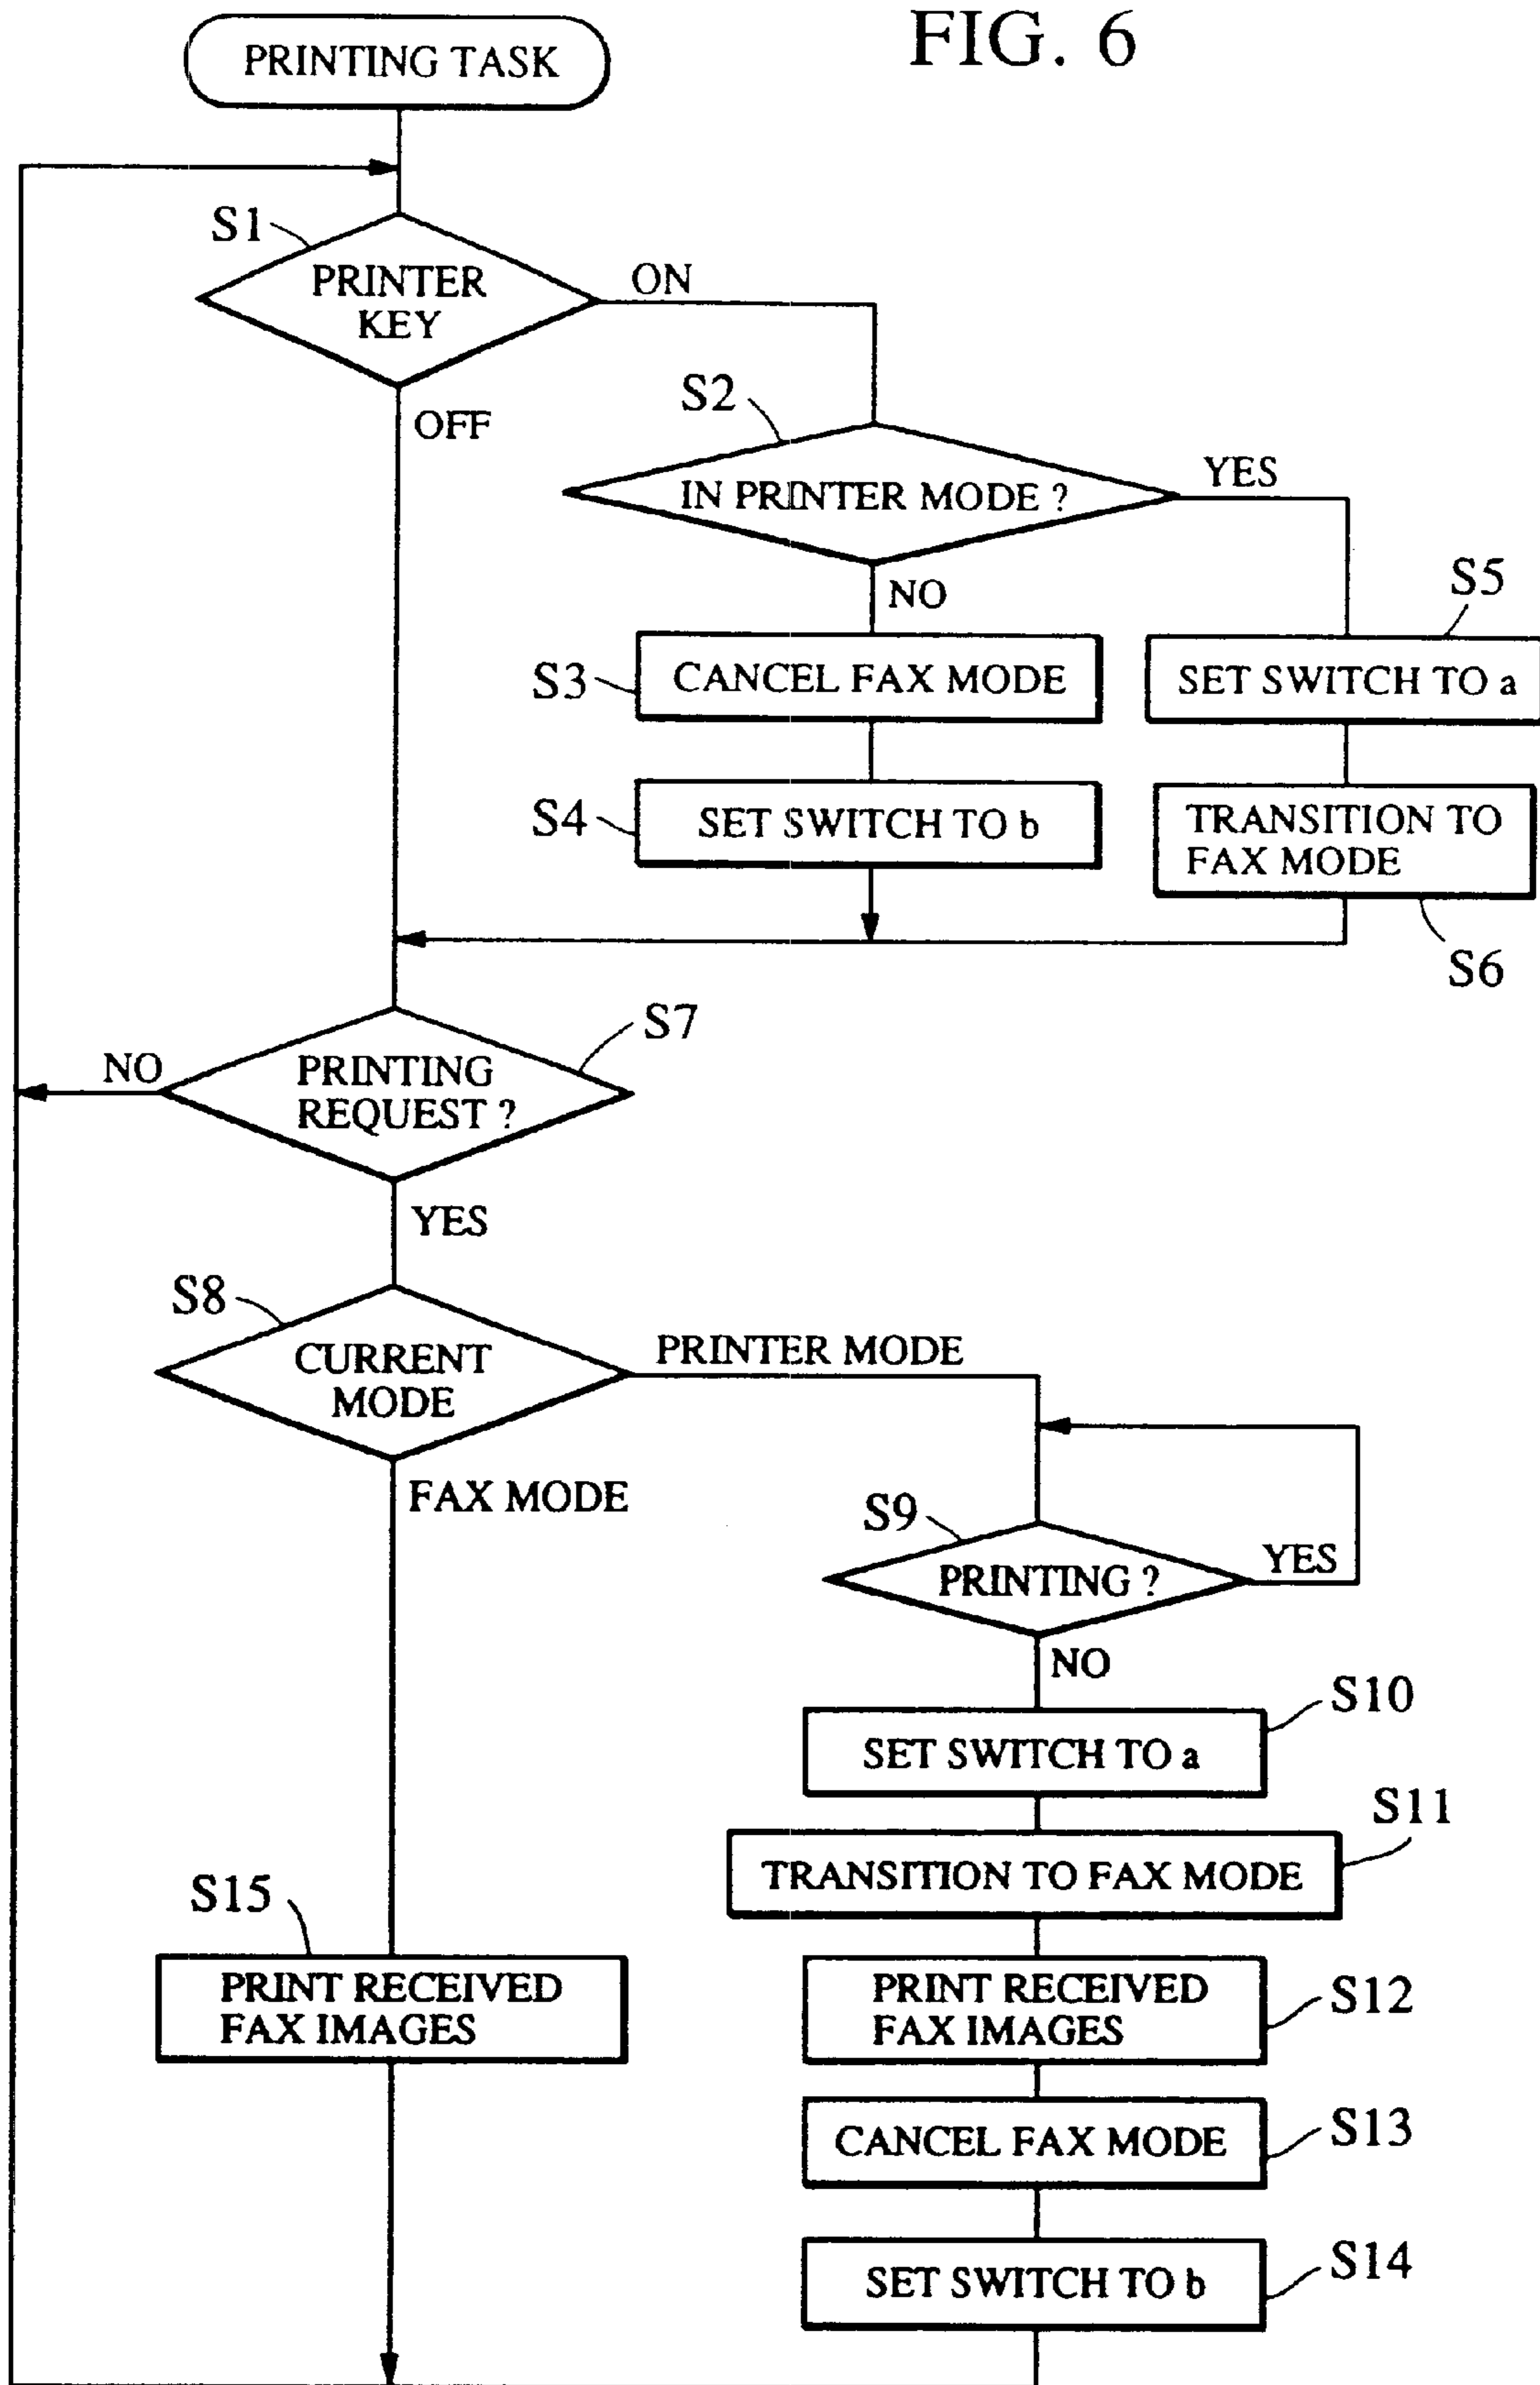 FIG. 6
PRINTING TASK
S1
PRINTER
KEY
ON
OFF
S2
IN PRINTER MODE ?
YES
NO
S5
S3
CANCEL FAX MODE
SET SWITCH TO a
S4
SET SWITCH TO b
TRANSITION TO
FAX MODE
S6
S7
NO
PRINTING
REQUEST ?
YES
S8
CURRENT
MODE
PRINTER MODE
FAX MODE
S9
PRINTING ?
YES
NO
S10
SET SWITCH TO a
S11
TRANSITION TO FAX MODE
S15
PRINT RECEIVED
FAX IMAGES
PRINT RECEIVED
FAX IMAGES
S12
CANCEL FAX MODE
S13
SET SWITCH TO b
S14